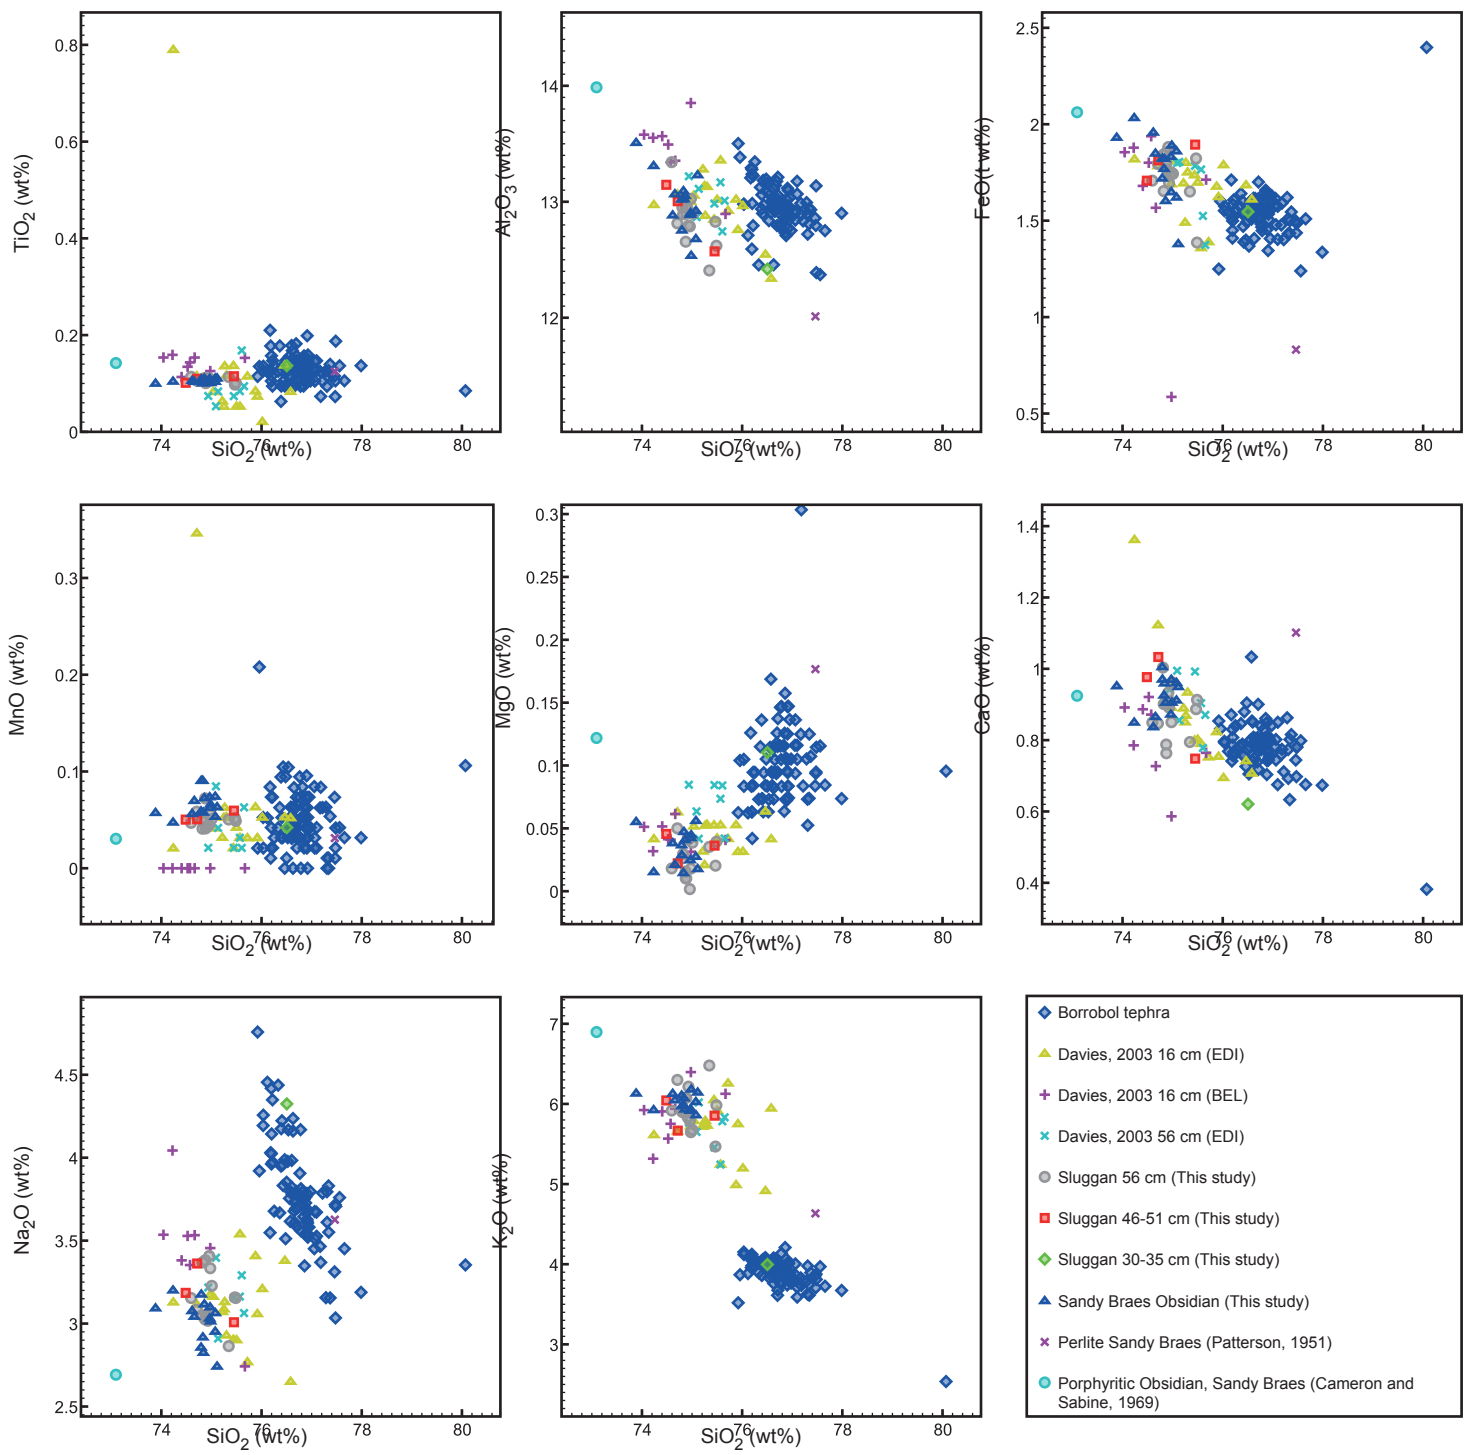 TiO2 (wt%)
0.8
0.6
0.4
0.2
0
74
76
78
80
SiO2 (wt%)
Al2O3 (wt%)
14
13
12
74
76
78
80
SiO2 (wt%)
FeO(t wt%)
2.5
2
1.5
1
0.5
74
76
78
80
SiO2 (wt%)
MnO (wt%)
0.3
0.2
0.1
0
74
76
78
80
SiO2 (wt%)
MgO (wt%)
0.3
0.25
0.2
0.15
0.1
0.05
0
74
76
78
80
SiO2 (wt%)
CaO (wt%)
1.4
1.2
1
0.8
0.6
0.4
74
76
78
80
SiO2 (wt%)
Na2O (wt%)
4.5
4
3.5
3
2.5
74
76
78
80
SiO2 (wt%)
K2O (wt%)
7
6
5
4
3
74
76
78
80
SiO2 (wt%)
Borrobol tephra
Davies, 2003 16 cm (EDI)
Davies, 2003 16 cm (BEL)
Davies, 2003 56 cm (EDI)
Sluggan 56 cm (This study)
Sluggan 46-51 cm (This study)
Sluggan 30-35 cm (This study)
Sandy Braes Obsidian (This study)
Perlite Sandy Braes (Patterson, 1951)
Porphyritic Obsidian, Sandy Braes (Cameron and
Sabine, 1969)